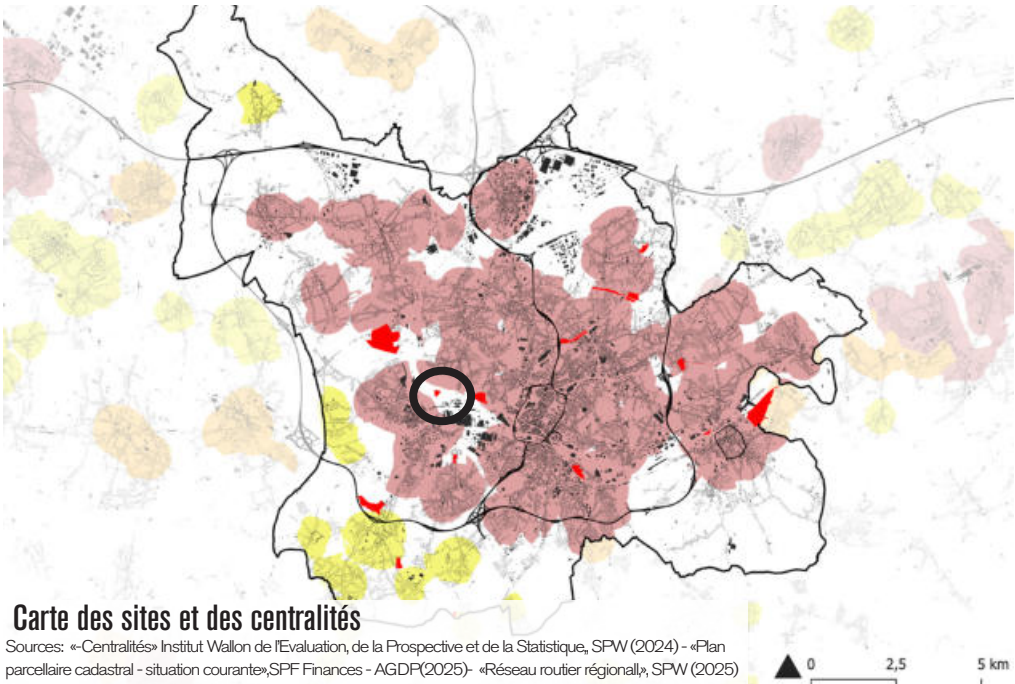 Carte des sites et des centralités
Sources: «-Centralités» Institut Wallon de l'Evaluation, de la Prospective et de la Statistique,, SPW (2024) - «Plan
parcellaire cadastral - situation courante»,SPF Finances - AGDP(2025)- «Réseau routier régional,», SPW (2025)
0 2,5 5 km